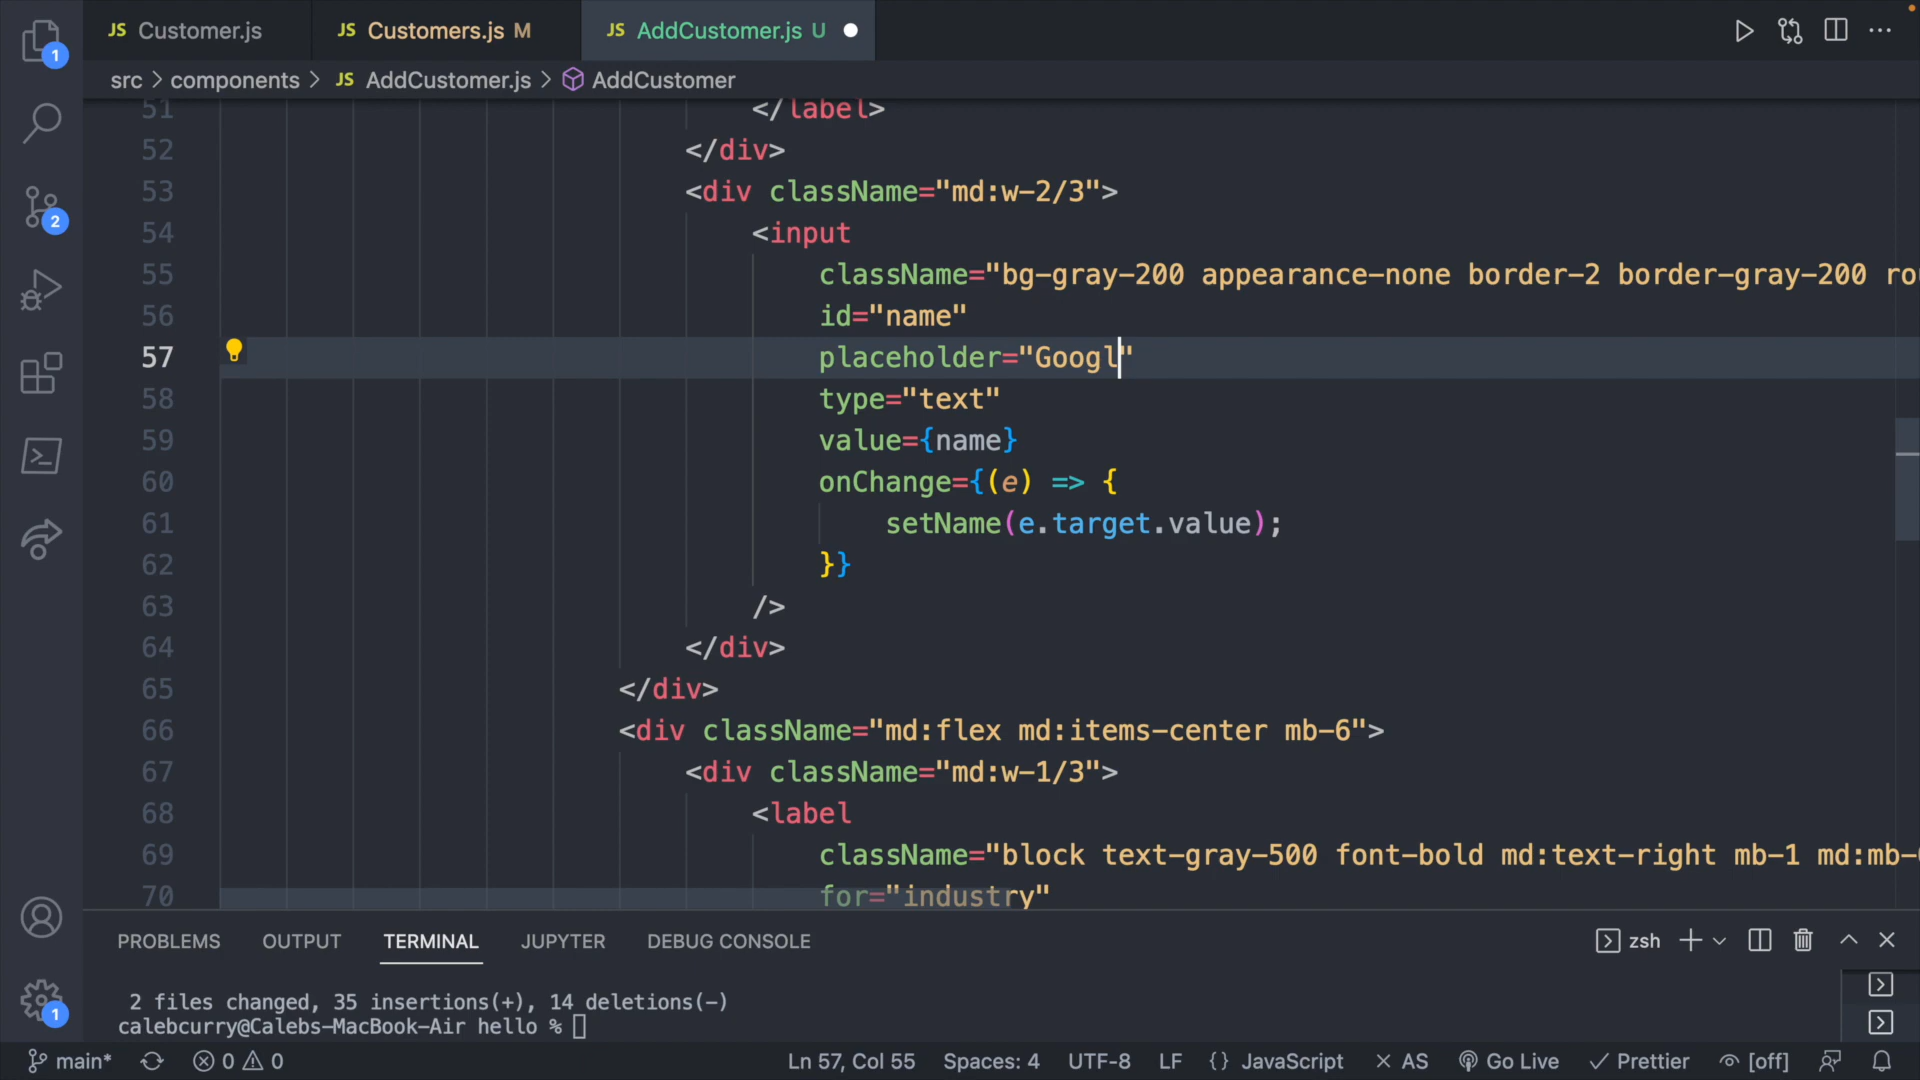 JS Customer.js JS Customers.js M JS AddCustomer.js U
src > components > JS AddCustomer.js > AddCustomer
51 </label>
52 </div>
53 <div className="md:w-2/3">
54 <input
55 className="bg-gray-200 appearance-none border-2 border-gray-200 ro
56 id="name"
57 placeholder="Googl"
58 type="text"
59 value={name}
60 onChange={(e) => {
61 setName(e.target.value);
62 }}
63 />
64 </div>
65 </div>
66 <div className="md:flex md:items-center mb-6">
67 <div className="md:w-1/3">
68 <label
69 className="block text-gray-500 font-bold md:text-right mb-1 md:mb-
70 for="industry"
1
2
1
PROBLEMS OUTPUT TERMINAL JUPYTER DEBUG CONSOLE zsh
2 files changed, 35 insertions(+), 14 deletions(-)
calebcurry@Calebs-MacBook-Air hello %
main* 0 0 Ln 57, Col 55 Spaces: 4 UTF-8 LF {} JavaScript × AS Go Live ✓ Prettier [off]